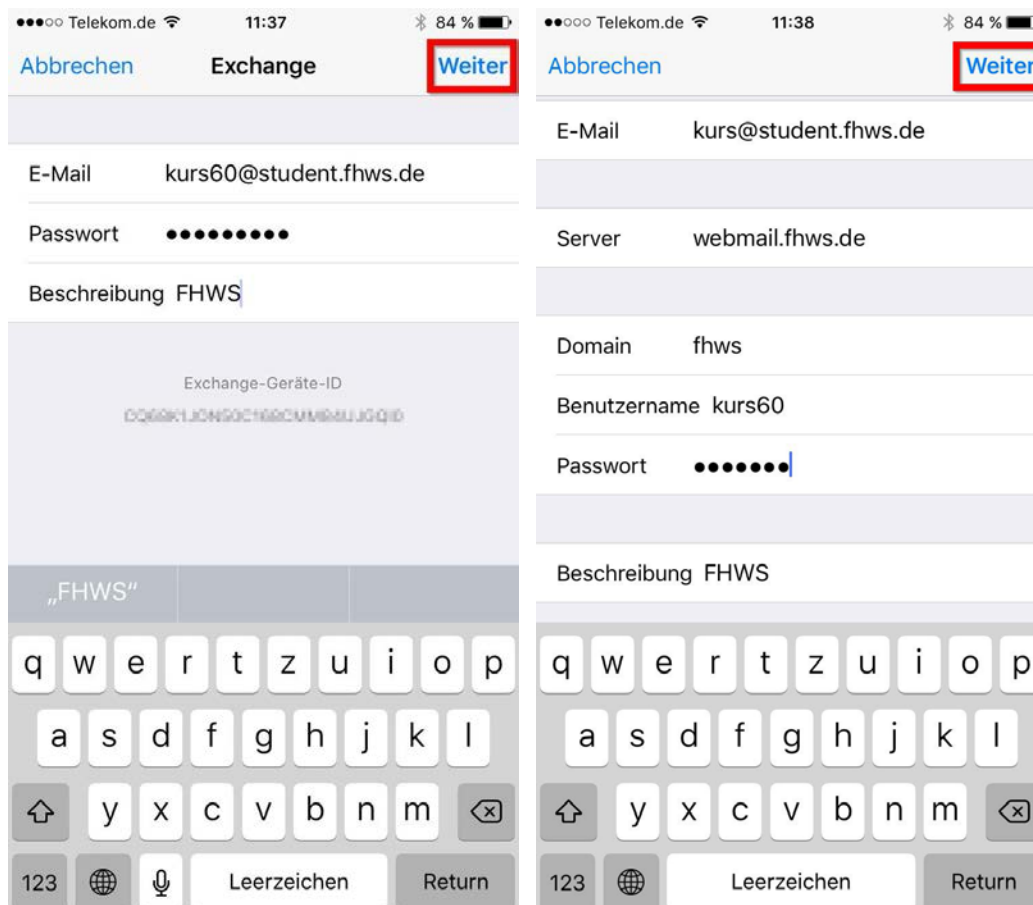 Telekom.de 11:37 84 %
Abbrechen Exchange Weiter
E-Mail kurs60@student.fhws.de
Passwort ●●●●●●●●●
Beschreibung FHWS
Exchange-Geräte-ID
„FHWS“
q w e r t z u i o p
a s d f g h j k l
y x c v b n m
123 Leerzeichen Return
Telekom.de 11:38 84 %
Abbrechen Weiter
E-Mail kurs@student.fhws.de
Server webmail.fhws.de
Domain fhws
Benutzername kurs60
Passwort ●●●●●●●
Beschreibung FHWS
q w e r t z u i o p
a s d f g h j k l
y x c v b n m
123 Leerzeichen Return